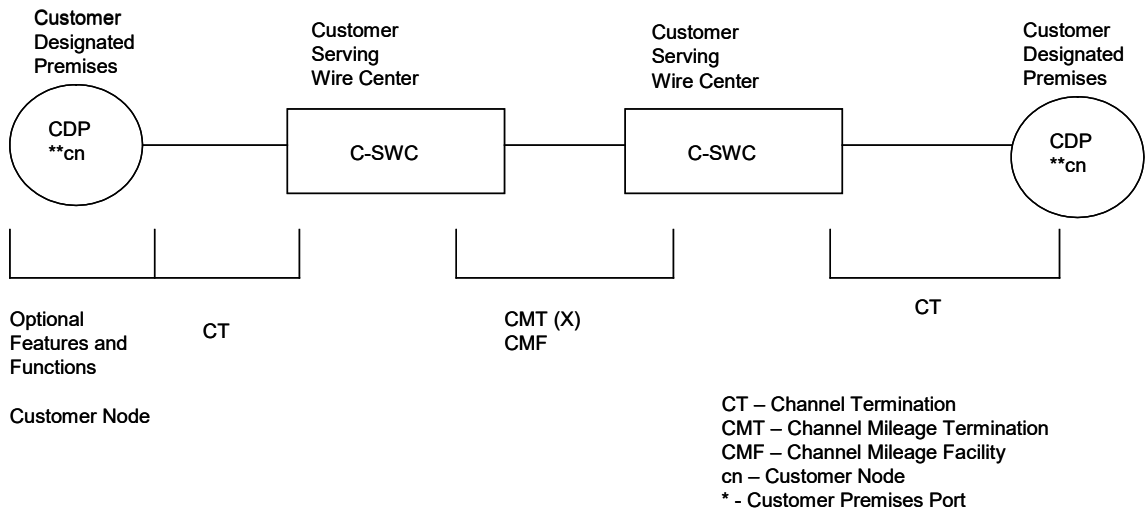 Customer
Designated
Premises
Customer
Serving
Wire Center
Customer
Serving
Wire Center
Customer
Designated
Premises
CDP
**cn
C-SWC
C-SWC
CDP
**cn
Optional
Features and
Functions
Customer Node
CT
CMT (X)
CMF
CT
CT – Channel Termination
CMT – Channel Mileage Termination
CMF – Channel Mileage Facility
cn – Customer Node
* - Customer Premises Port